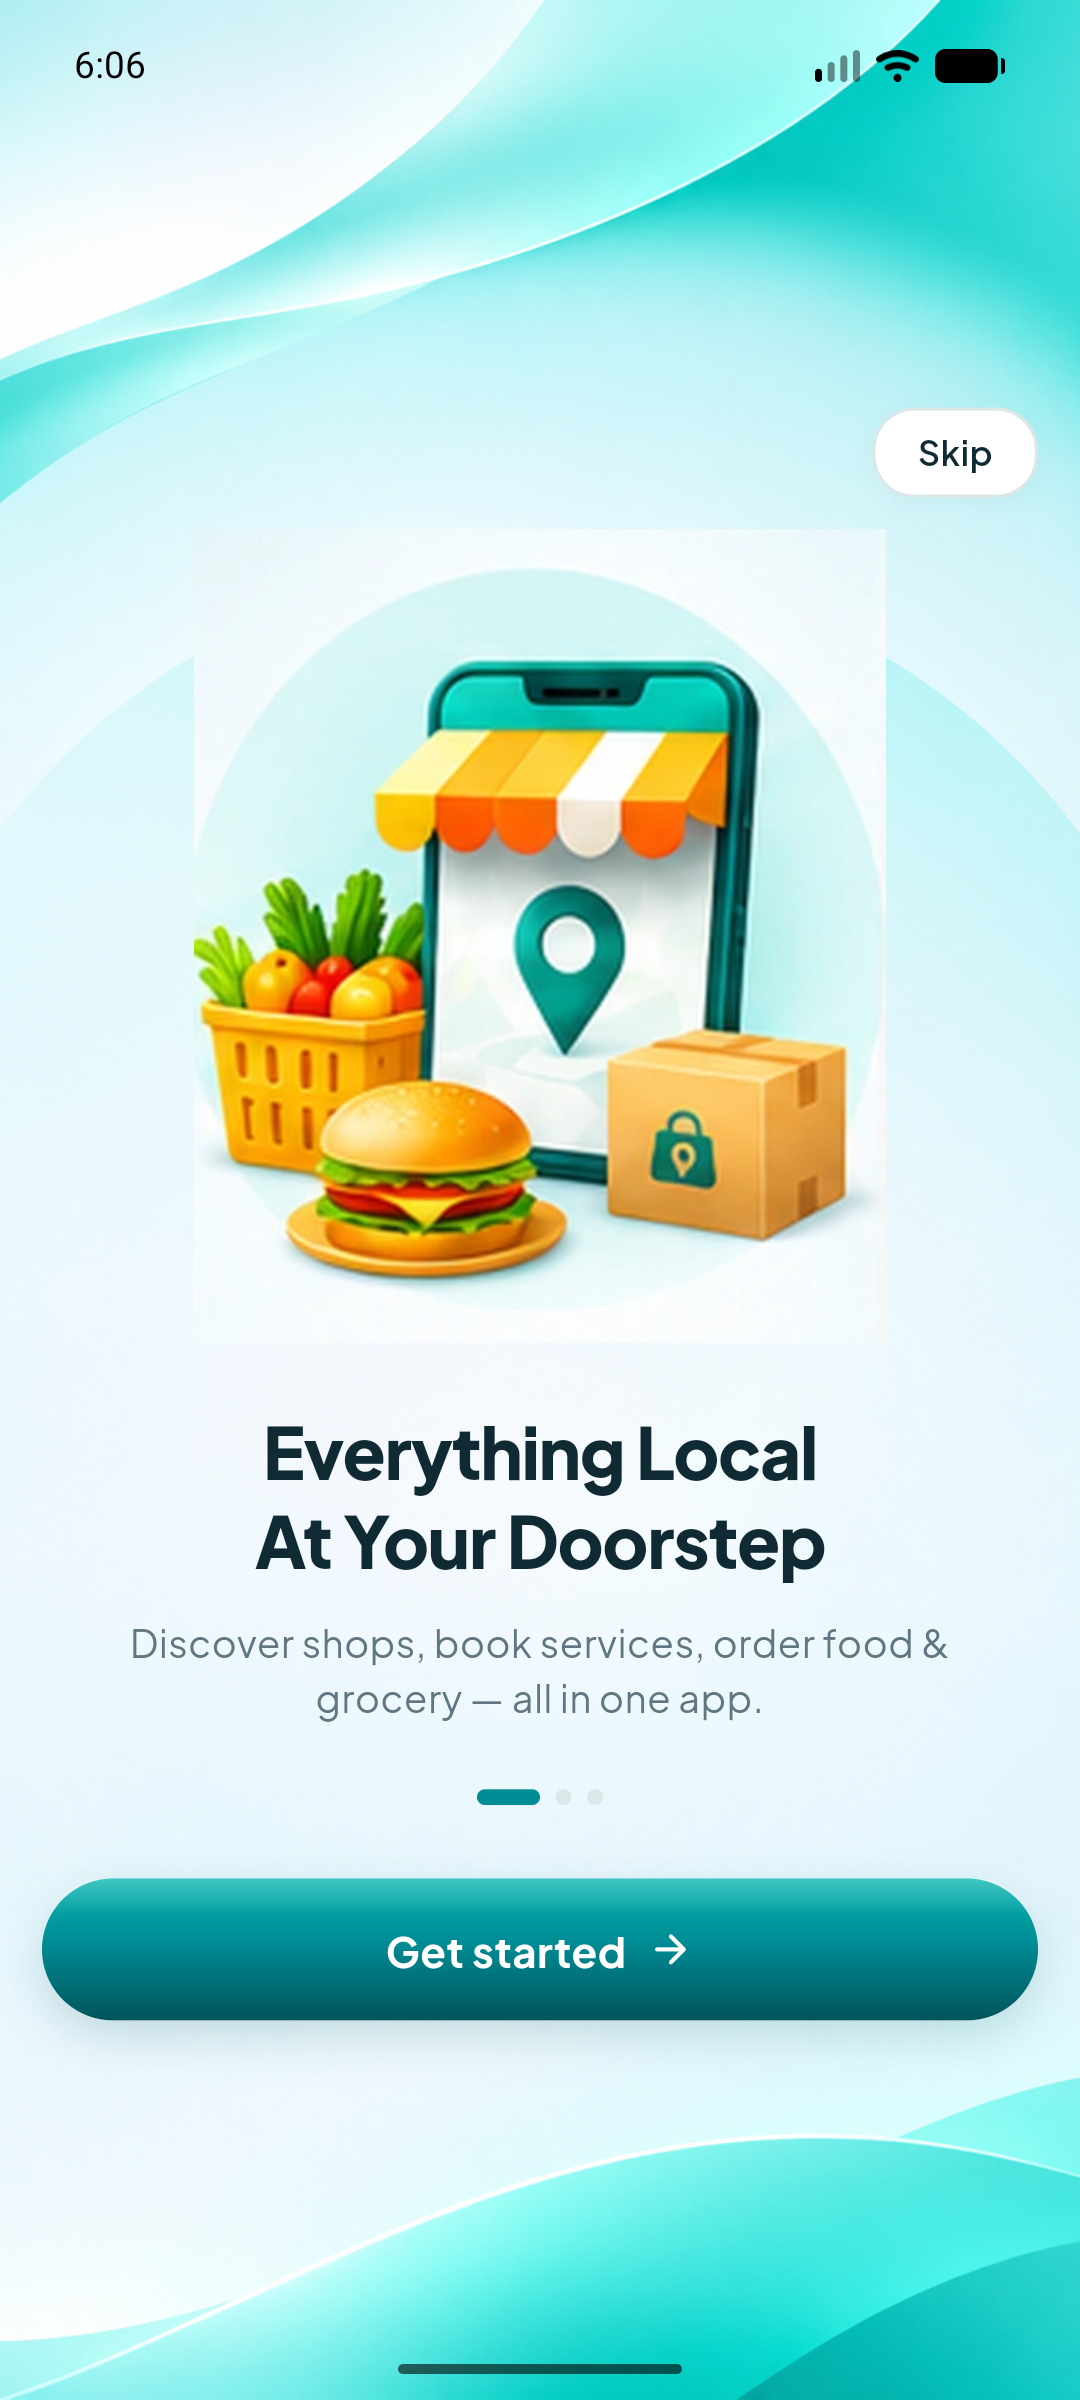 6:06
Skip
Everything Local
At Your Doorstep
Discover shops, book services, order food &
grocery — all in one app.
Get started →